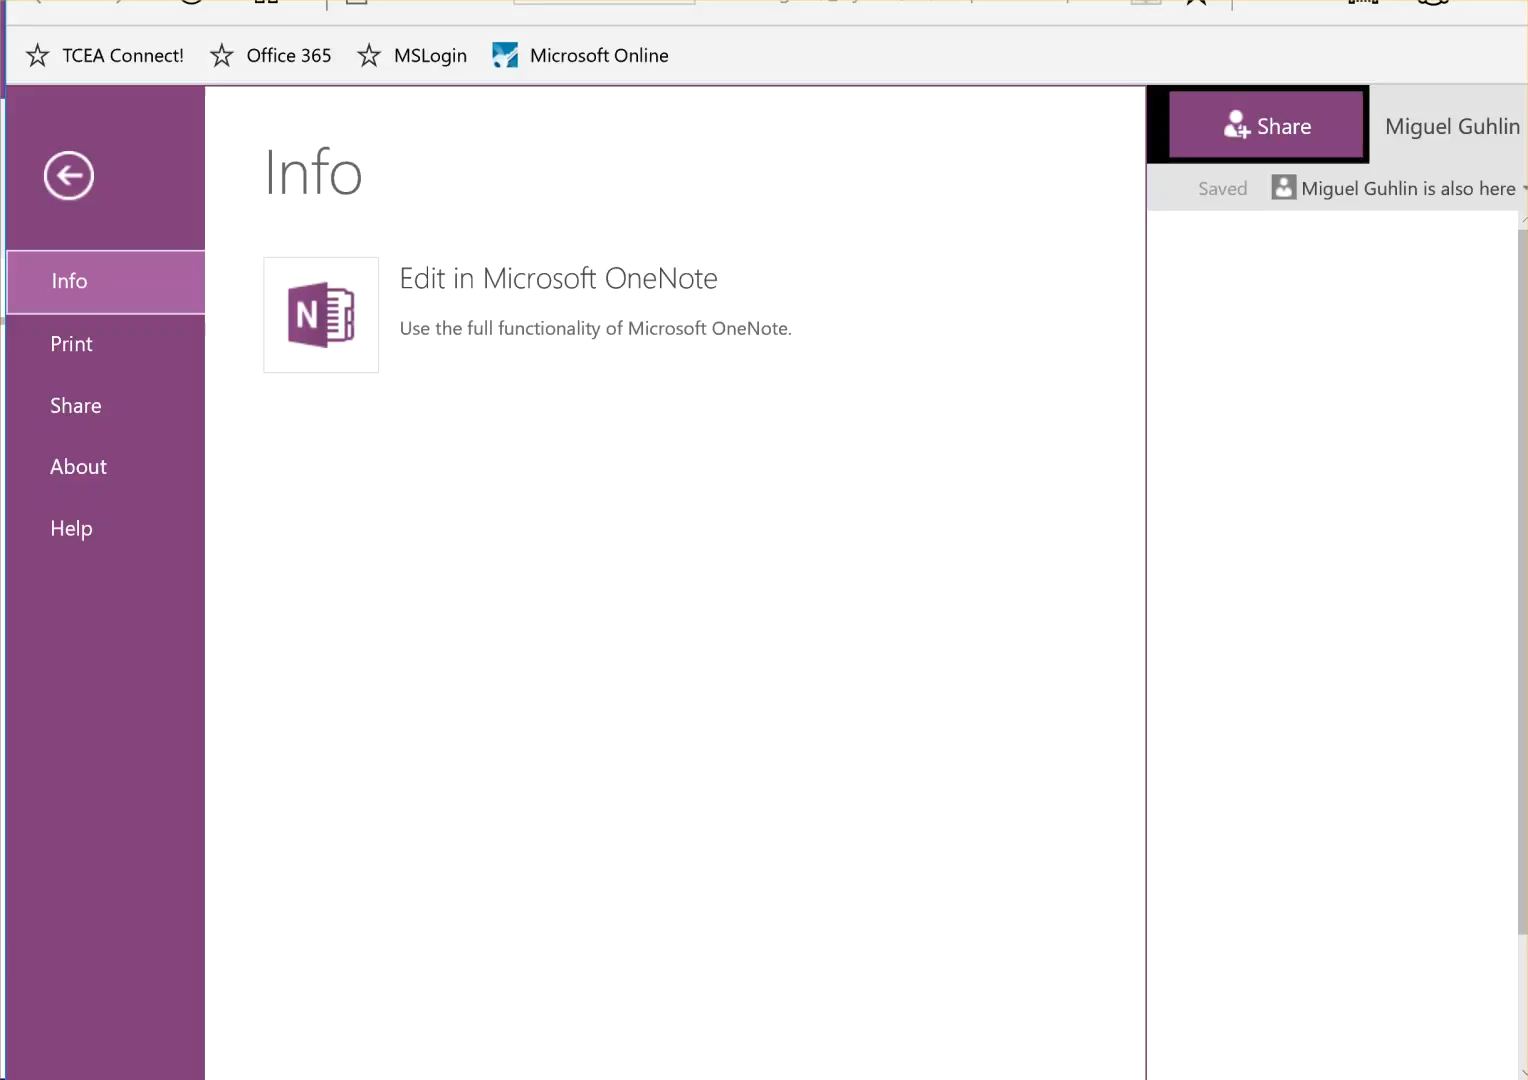 TCEA Connect! Office 365 MSLogin Microsoft Online
Share Miguel Guhlin
Saved Miguel Guhlin is also here
Info
Print
Share
About
Help
Info
N
Edit in Microsoft OneNote
Use the full functionality of Microsoft OneNote.